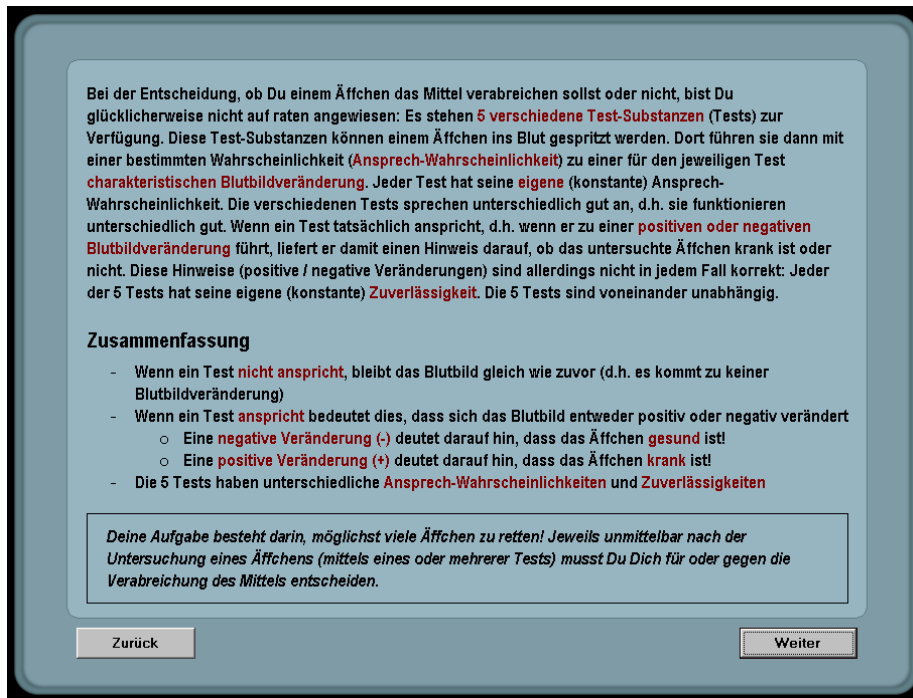 Bei der Entscheidung, ob Du einem Äffchen das Mittel verabreichen sollst oder nicht, bist Du
glücklicherweise nicht auf raten angewiesen: Es stehen 5 verschiedene Test-Substanzen (Tests) zur
Verfügung. Diese Test-Substanzen können einem Äffchen ins Blut gespritzt werden. Dort führen sie dann mit
einer bestimmten Wahrscheinlichkeit (Ansprech-Wahrscheinlichkeit) zu einer für den jeweiligen Test
charakteristischen Blutbildveränderung. Jeder Test hat seine eigene (konstante) Ansprech-
Wahrscheinlichkeit. Die verschiedenen Tests sprechen unterschiedlich gut an, d.h. sie funktionieren
unterschiedlich gut. Wenn ein Test tatsächlich anspricht, d.h. wenn er zu einer positiven oder negativen
Blutbildveränderung führt, liefert er damit einen Hinweis darauf, ob das untersuchte Äffchen krank ist oder
nicht. Diese Hinweise (positive / negative Veränderungen) sind allerdings nicht in jedem Fall korrekt: Jeder
der 5 Tests hat seine eigene (konstante) Zuverlässigkeit. Die 5 Tests sind voneinander unabhängig.
Zusammenfassung
- Wenn ein Test nicht anspricht, bleibt das Blutbild gleich wie zuvor (d.h. es kommt zu keiner
Blutbildveränderung)
- Wenn ein Test anspricht bedeutet dies, dass sich das Blutbild entweder positiv oder negativ verändert
o Eine negative Veränderung (-) deutet darauf hin, dass das Äffchen gesund ist!
o Eine positive Veränderung (+) deutet darauf hin, dass das Äffchen krank ist!
- Die 5 Tests haben unterschiedliche Ansprech-Wahrscheinlichkeiten und Zuverlässigkeiten
Deine Aufgabe besteht darin, möglichst viele Äffchen zu retten! Jeweils unmittelbar nach der
Untersuchung eines Äffchens (mittels eines oder mehrerer Tests) musst Du Dich für oder gegen die
Verabreichung des Mittels entscheiden.
Zurück
Weiter